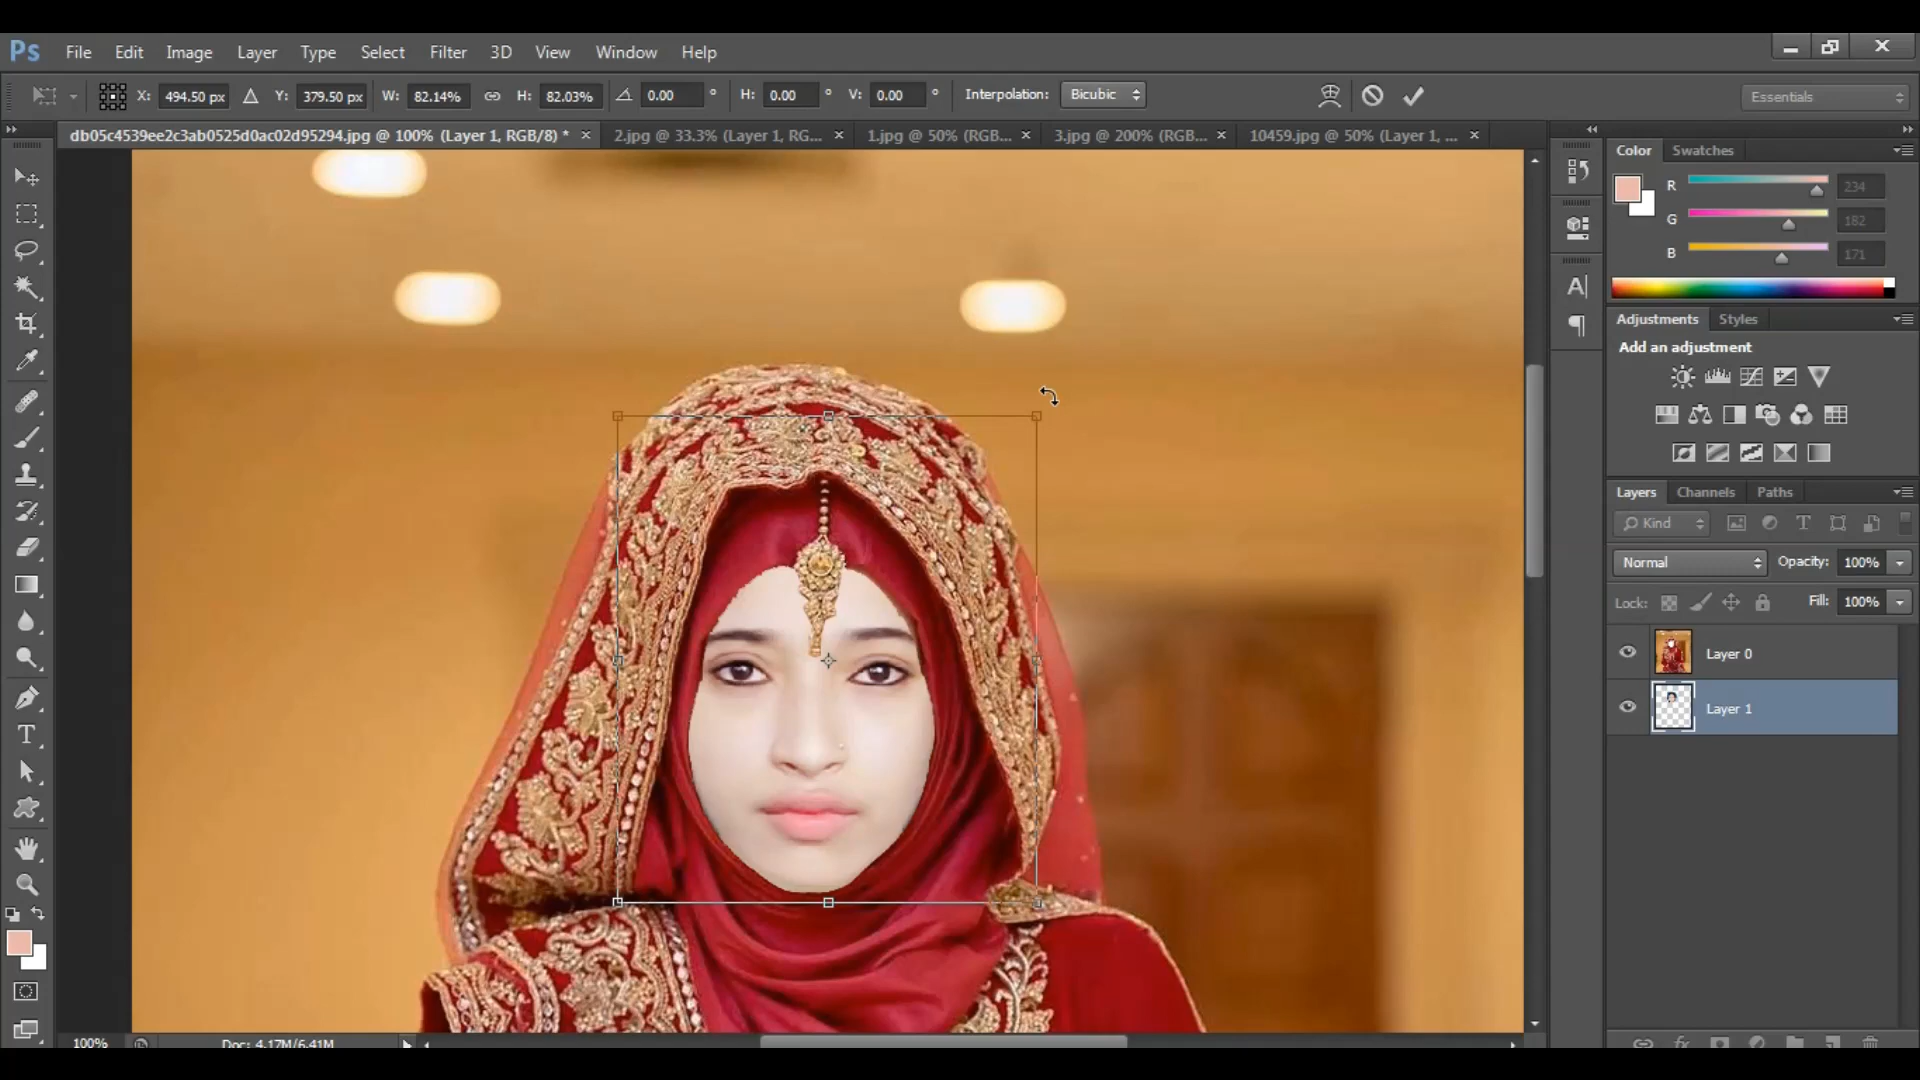 Ps File Edit Image Layer Type Select Filter 3D View Window Help
X: 494.50 px Y: 379.50 px W: 82.14% H: 82.03% 0.00 ° H: 0.00 ° V: 0.00 ° Interpolation: Bicubic Essentials
db05c4539ee2c3ab0525d0ac02d95294.jpg @ 100% (Layer 1, RGB/8) * 2.jpg @ 33.3% (Layer 1, RG... 1.jpg @ 50% (RGB... 3.jpg @ 200% (RGB... 10459.jpg @ 50% (Layer 1, ...
Color Swatches
R 234
G 182
B 171
Adjustments Styles
Add an adjustment
Layers Channels Paths
Kind
Normal Opacity: 100%
Lock: Fill: 100%
Layer 0
Layer 1
100% Doc: 4.17M/6.41M